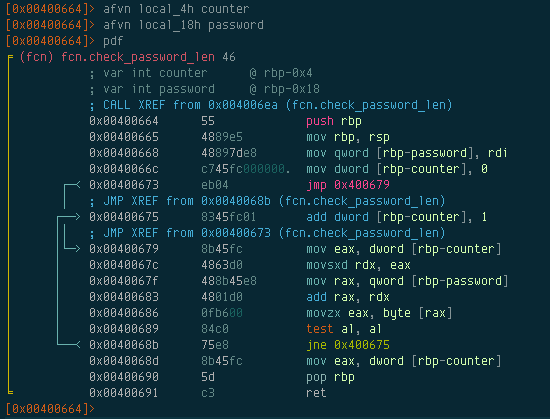 [0x00400664]> afvn local_4h counter
[0x00400664]> afvn local_18h password
[0x00400664]> pdf
(fcn) fcn.check_password_len 46
; var int counter @ rbp-0x4
; var int password @ rbp-0x18
; CALL XREF from 0x004006ea (fcn.check_password_len)
0x00400664 55 push rbp
0x00400665 4889e5 mov rbp, rsp
0x00400668 48897de8 mov qword [rbp-password], rdi
0x0040066c c745fc000000. mov dword [rbp-counter], 0
0x00400673 eb04 jmp 0x400679
; JMP XREF from 0x0040068b (fcn.check_password_len)
0x00400675 8345fc01 add dword [rbp-counter], 1
; JMP XREF from 0x00400673 (fcn.check_password_len)
0x00400679 8b45fc mov eax, dword [rbp-counter]
0x0040067c 4863d0 movsxd rdx, eax
0x0040067f 488b45e8 mov rax, qword [rbp-password]
0x00400683 4801d0 add rax, rdx
0x00400686 0fb600 movzx eax, byte [rax]
0x00400689 84c0 test al, al
0x0040068b 75e8 jne 0x400675
0x0040068d 8b45fc mov eax, dword [rbp-counter]
0x00400690 5d pop rbp
0x00400691 c3 ret
[0x00400664]>